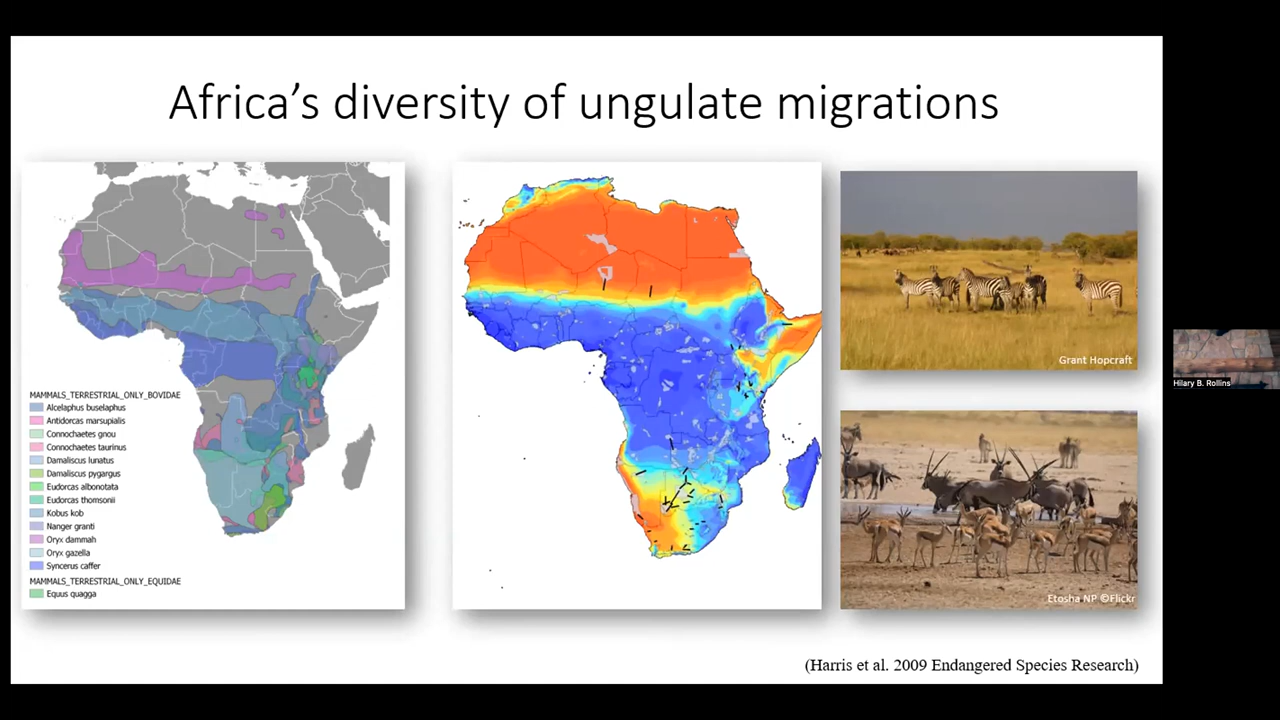 Africa's diversity of ungulate migrations
MAMMALS_TERRESTRIAL_ONLY_BOVIDAE
Alcelaphus buselaphus
Antidorcas marsupialis
Connochaetes gnou
Connochaetes taurinus
Damaliscus lunatus
Damaliscus pygargus
Eudorcas albonotata
Eudorcas thomsonii
Kobus kob
Nanger granti
Oryx dammah
Oryx gazella
Syncerus caffer
MAMMALS_TERRESTRIAL_ONLY_EQUIDAE
Equus quagga
Grant Hopcraft
Etosha NP ©Flickr
(Harris et al. 2009 Endangered Species Research)
Hilary B. Rollins